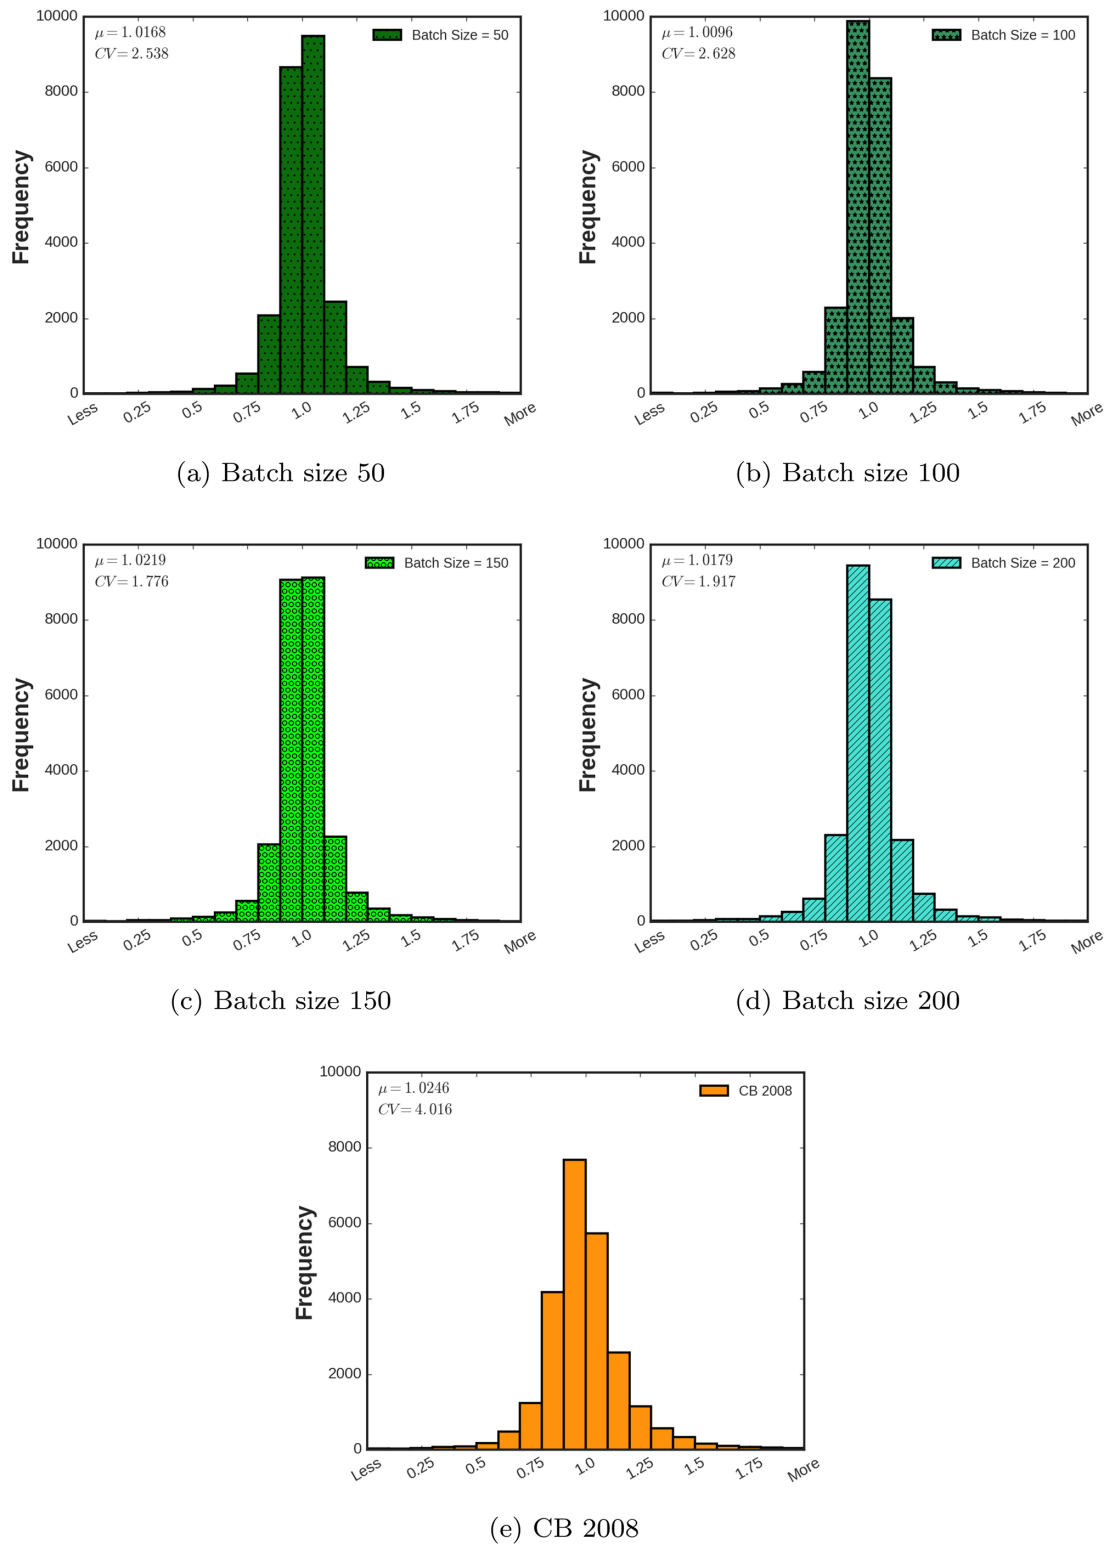 μ = 1.0168
CV = 2.538
Batch Size = 50
Frequency
10000
8000
6000
4000
2000
0
Less 0.25 0.5 0.75 1.0 1.25 1.5 1.75 More
(a) Batch size 50
μ = 1.0096
CV = 2.628
Batch Size = 100
Frequency
10000
8000
6000
4000
2000
0
Less 0.25 0.5 0.75 1.0 1.25 1.5 1.75 More
(b) Batch size 100
μ = 1.0219
CV = 1.776
Batch Size = 150
Frequency
10000
8000
6000
4000
2000
0
Less 0.25 0.5 0.75 1.0 1.25 1.5 1.75 More
(c) Batch size 150
μ = 1.0179
CV = 1.917
Batch Size = 200
Frequency
10000
8000
6000
4000
2000
0
Less 0.25 0.5 0.75 1.0 1.25 1.5 1.75 More
(d) Batch size 200
μ = 1.0246
CV = 4.016
CB 2008
Frequency
10000
8000
6000
4000
2000
0
Less 0.25 0.5 0.75 1.0 1.25 1.5 1.75 More
(e) CB 2008